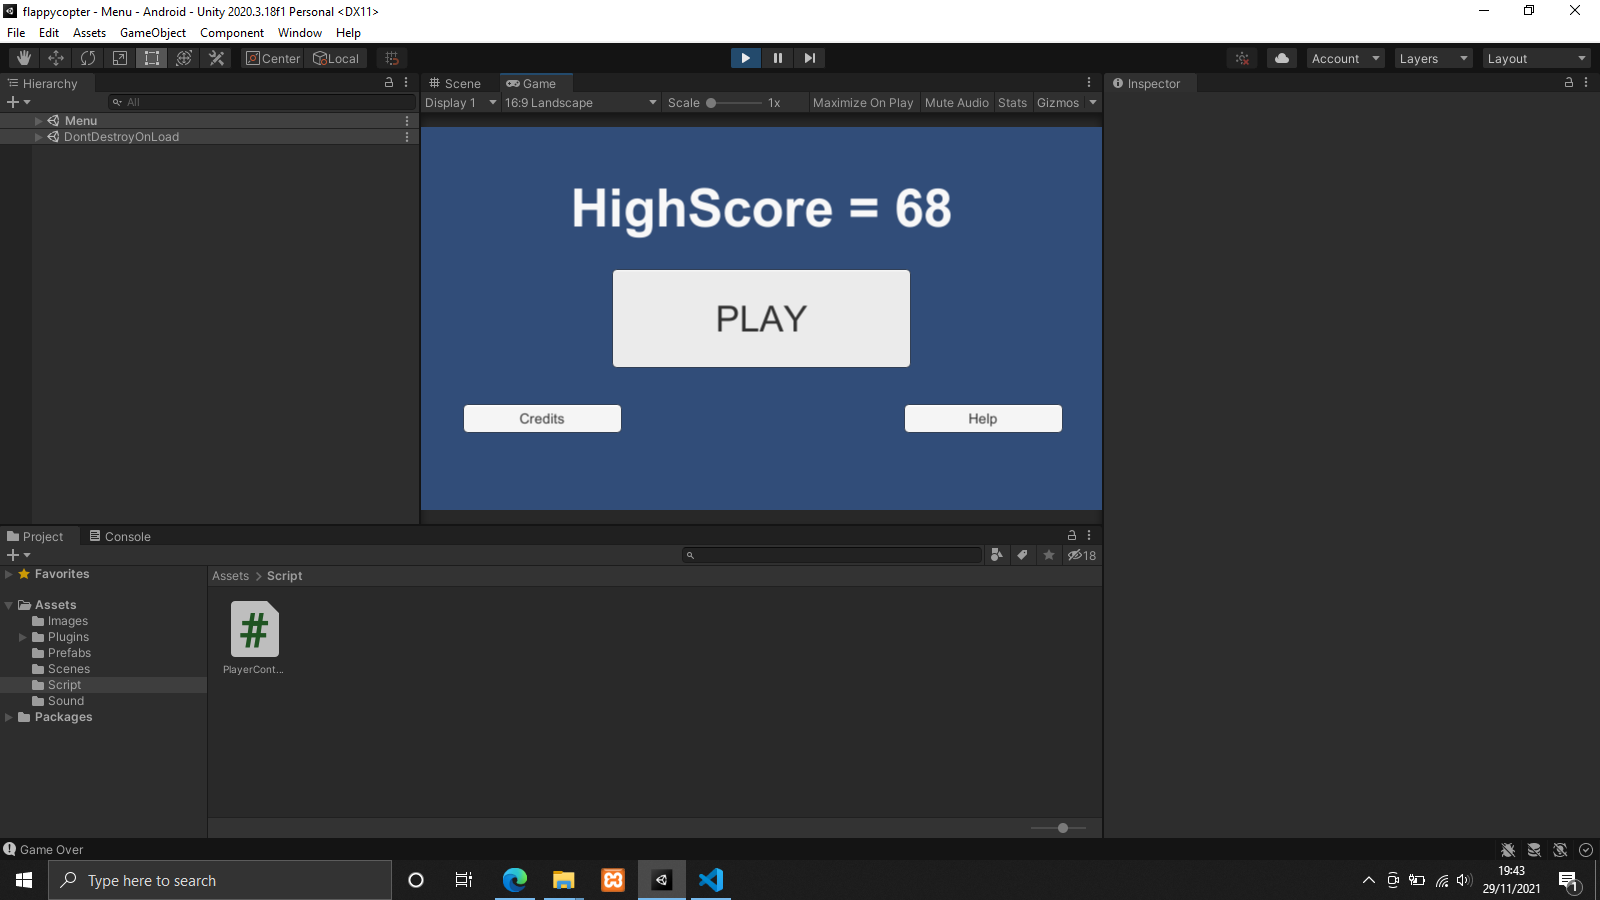 flappycopter - Menu - Android - Unity 2020.3.18f1 Personal <DX11>
File Edit Assets GameObject Component Window Help
Center Local Account Layers Layout
Hierarchy
All
Menu
DontDestroyOnLoad
Scene Game
Display 1 16:9 Landscape Scale 1x Maximize On Play Mute Audio Stats Gizmos
HighScore = 68
PLAY
Credits Help
Inspector
Project Console
18
Favorites
Assets
Images
Plugins
Prefabs
Scenes
Script
Sound
Packages
Assets > Script
#
PlayerCont...
Game Over
Type here to search
19:43
29/11/2021
1